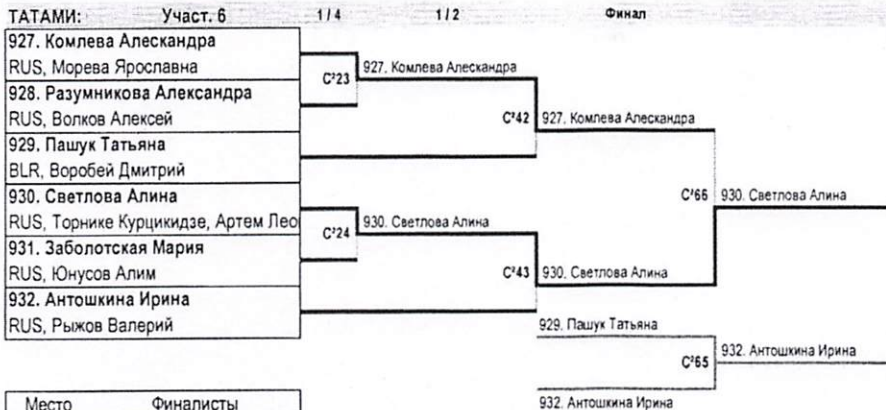 ТАТАМИ: Участ. 6 1/4 1/2 Финал
927. Комлева Алескандра
RUS, Морева Ярославна
928. Разумникова Александра
RUS, Волков Алексей
929. Пашук Татьяна
BLR, Воробей Дмитрий
930. Светлова Алина
RUS, Торнике Курцикидзе, Артем Лео
931. Заболотская Мария
RUS, Юнусов Алим
932. Антошкина Ирина
RUS, Рыжов Валерий
C²23 927. Комлева Алескандра
C²24 930. Светлова Алина
C²42 927. Комлева Алескандра
C²43 930. Светлова Алина
C²66 930. Светлова Алина
929. Пашук Татьяна
C²65 932. Антошкина Ирина
932. Антошкина Ирина
Место Финалисты